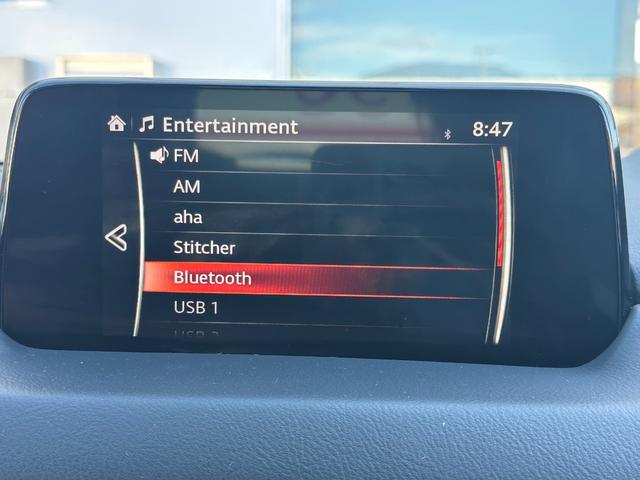 Entertainment
8:47
FM
AM
aha
Stitcher
Bluetooth
USB 1